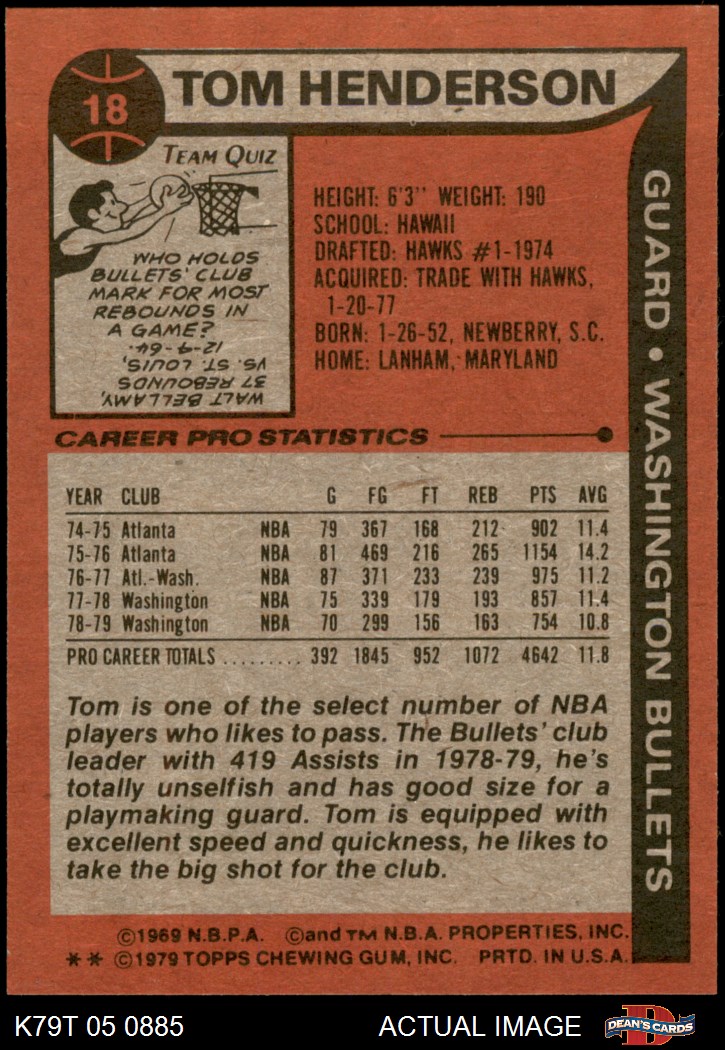 18
TOM HENDERSON
TEAM QUIZ
WHO HOLDS
BULLETS' CLUB
MARK FOR MOST
REBOUNDS IN
A GAME?
WALT BELLAMY,
37 REBOUNDS
VS. ST. LOUIS,
12-4-64.
HEIGHT: 6'3" WEIGHT: 190
SCHOOL: HAWAII
DRAFTED: HAWKS #1-1974
ACQUIRED: TRADE WITH HAWKS,
1-20-77
BORN: 1-26-52, NEWBERRY, S.C.
HOME: LANHAM, MARYLAND
GUARD • WASHINGTON BULLETS
CAREER PRO STATISTICS
YEAR CLUB G FG FT REB PTS AVG
74-75 Atlanta NBA 79 367 168 212 902 11.4
75-76 Atlanta NBA 81 469 216 265 1154 14.2
76-77 Atl.-Wash. NBA 87 371 233 239 975 11.2
77-78 Washington NBA 75 339 179 193 857 11.4
78-79 Washington NBA 70 299 156 163 754 10.8
PRO CAREER TOTALS ......... 392 1845 952 1072 4642 11.8
Tom is one of the select number of NBA
players who likes to pass. The Bullets' club
leader with 419 Assists in 1978-79, he's
totally unselfish and has good size for a
playmaking guard. Tom is equipped with
excellent speed and quickness, he likes to
take the big shot for the club.
©1969 N.B.P.A. ©and TM N.B.A. PROPERTIES, INC.
** ©1979 TOPPS CHEWING GUM, INC. PRTD. IN U.S.A.
K79T 05 0885 ACTUAL IMAGE
D
DEAN'S CARDS